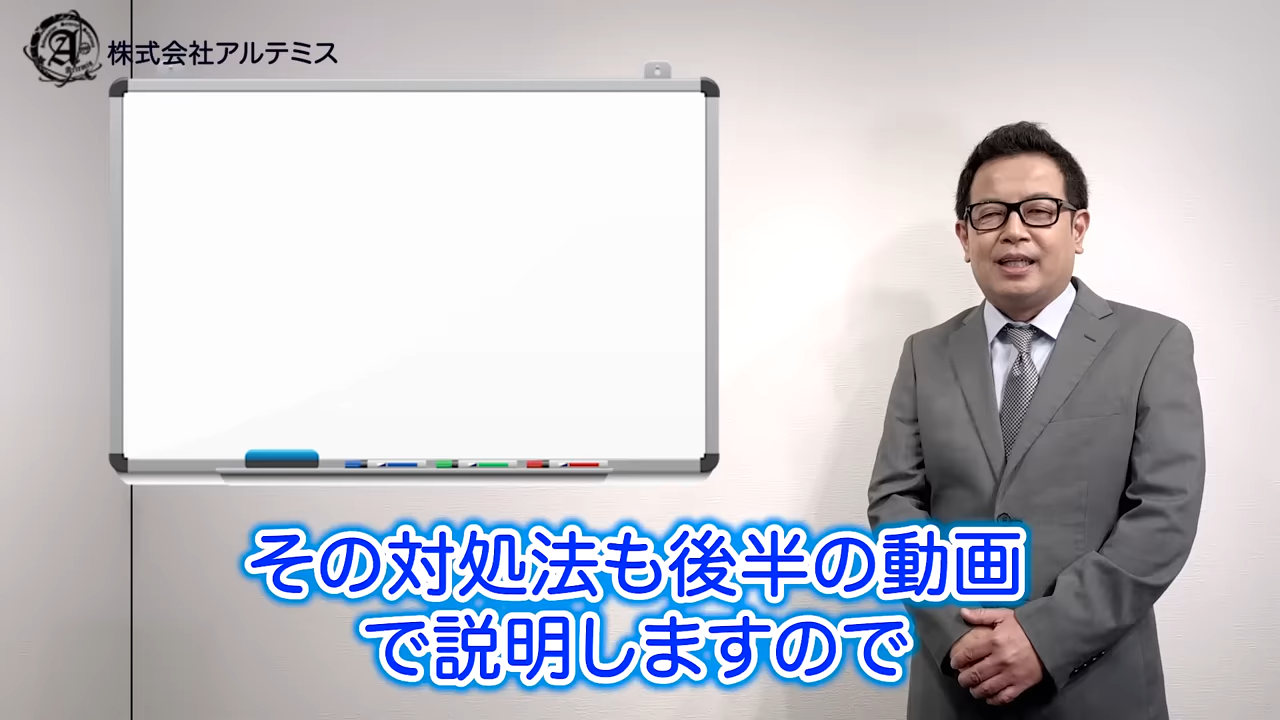 株式会社アルテミス
その対処法も後半の動画
で説明しますので